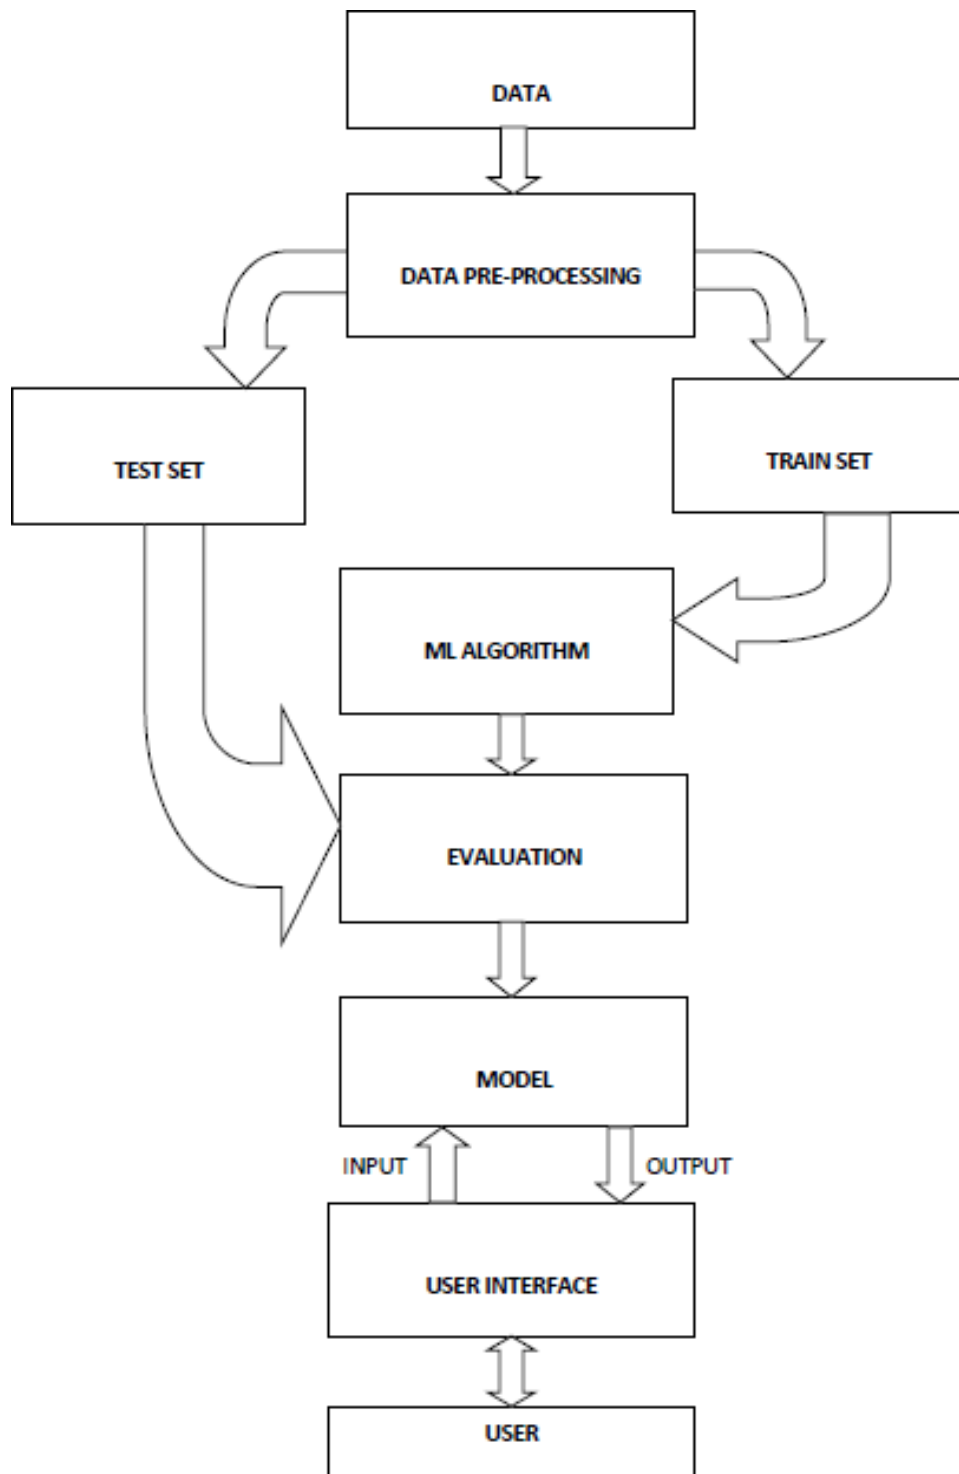 DATA
DATA PRE-PROCESSING
TEST SET
TRAIN SET
ML ALGORITHM
EVALUATION
MODEL
INPUT
OUTPUT
USER INTERFACE
USER